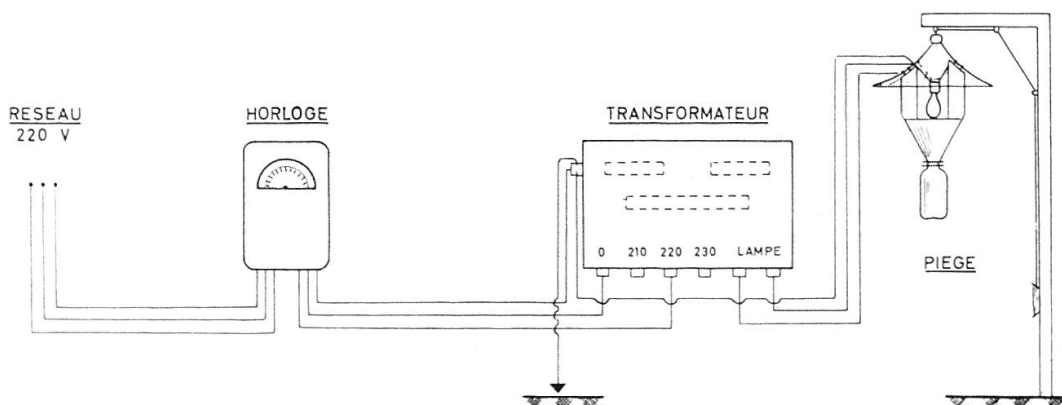 RESEAU
220 V
HORLOGE
TRANSFORMATEUR
0 210 220 230 LAMPE
PIEGE